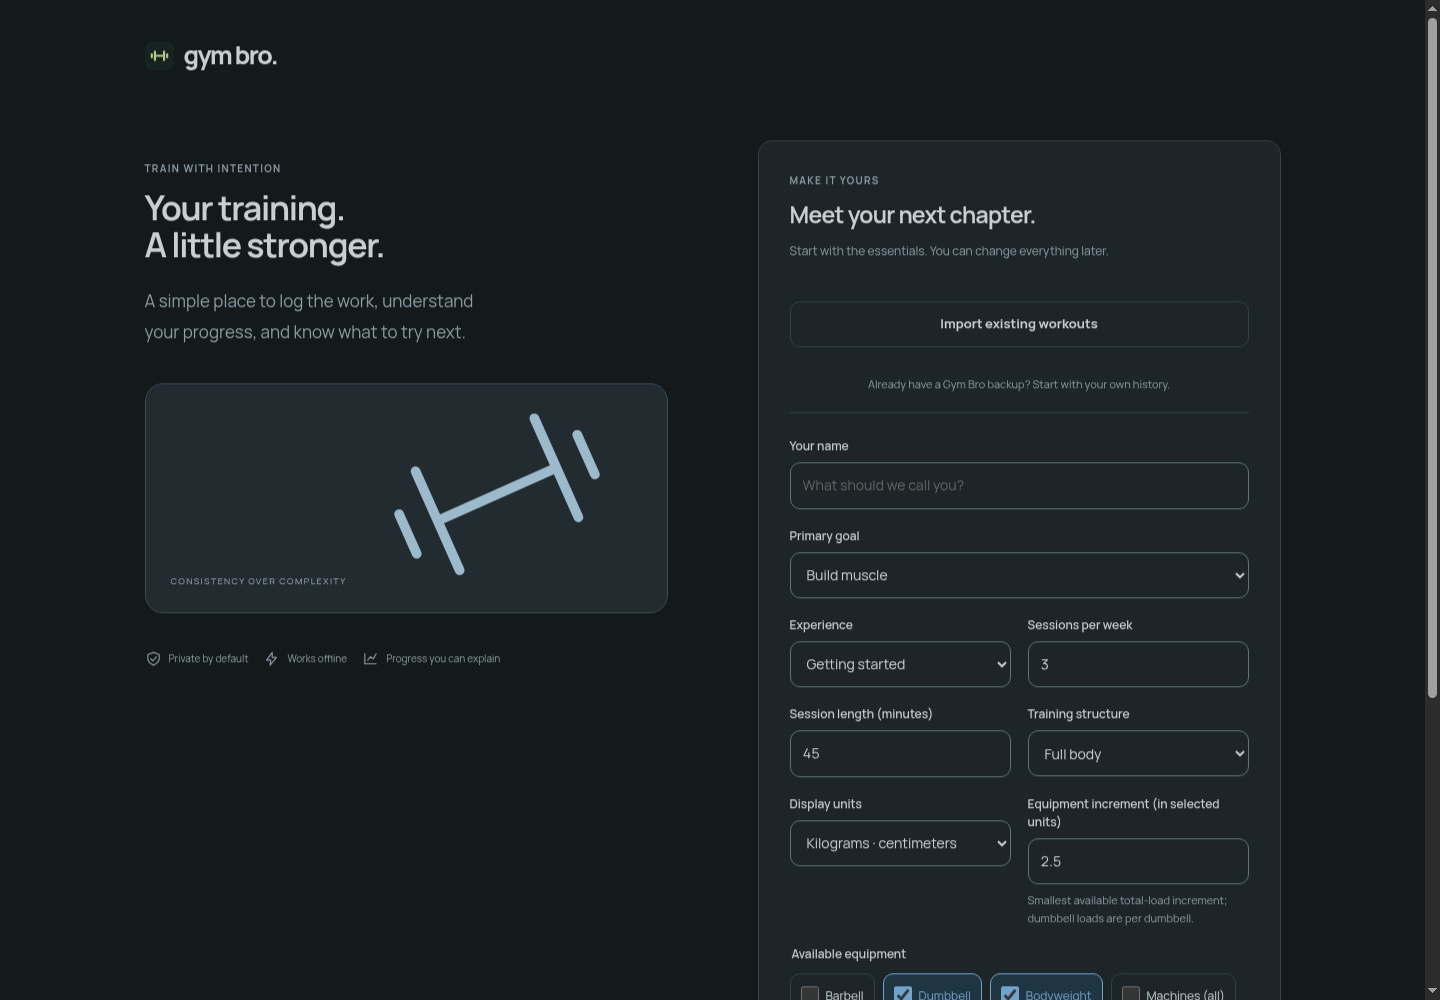 gym bro.
TRAIN WITH INTENTION
Your training.
A little stronger.
A simple place to log the work, understand
your progress, and know what to try next.
CONSISTENCY OVER COMPLEXITY
Private by default
Works offline
Progress you can explain
MAKE IT YOURS
Meet your next chapter.
Start with the essentials. You can change everything later.
Import existing workouts
Already have a Gym Bro backup? Start with your own history.
Your name
What should we call you?
Primary goal
Build muscle
Experience
Sessions per week
Getting started
3
Session length (minutes)
Training structure
45
Full body
Display units
Equipment increment (in selected
units)
Kilograms · centimeters
2.5
Smallest available total-load increment;
dumbbell loads are per dumbbell.
Available equipment
Barbell
Dumbbell
Bodyweight
Machines (all)